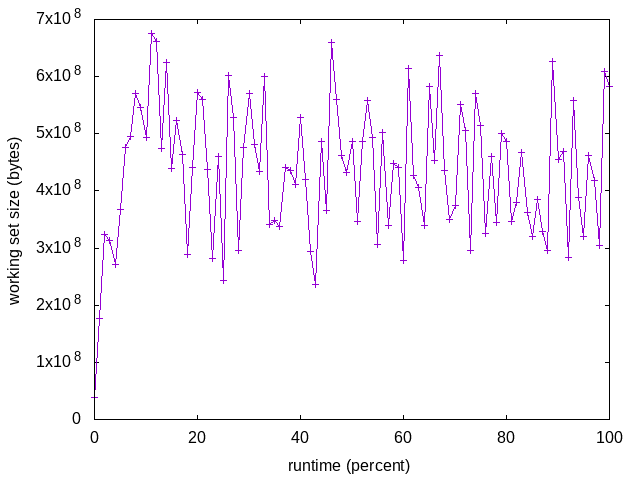 7x10^8
6x10^8
5x10^8
4x10^8
3x10^8
2x10^8
1x10^8
0
0 20 40 60 80 100
working set size (bytes)
runtime (percent)